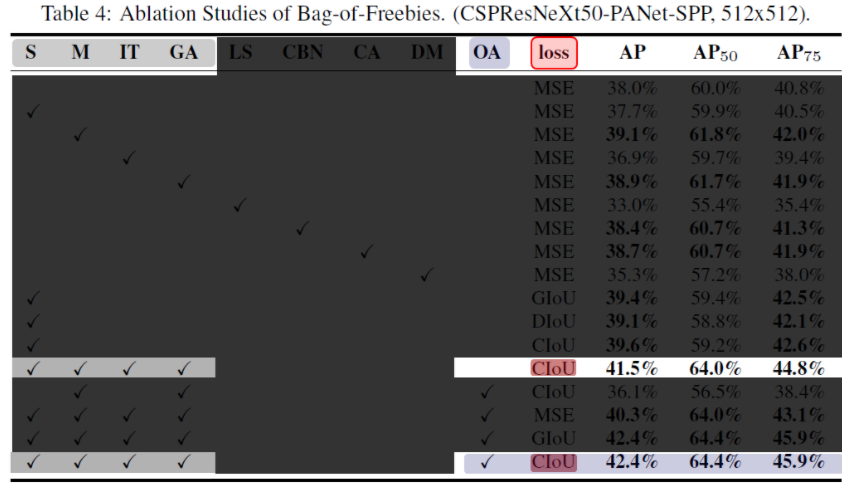 Table 4: Ablation Studies of Bag-of-Freebies. (CSPResNeXt50-PANet-SPP, 512x512).
S M IT GA LS CBN CA DM OA loss AP AP50 AP75
MSE 38.0% 60.0% 40.8%
✓ MSE 37.7% 59.9% 40.5%
✓ MSE 39.1% 61.8% 42.0%
✓ MSE 36.9% 59.7% 39.4%
✓ MSE 38.9% 61.7% 41.9%
✓ MSE 33.0% 55.4% 35.4%
✓ MSE 38.4% 60.7% 41.3%
✓ MSE 38.7% 60.7% 41.9%
✓ MSE 35.3% 57.2% 38.0%
✓ GIoU 39.4% 59.4% 42.5%
✓ DIoU 39.1% 58.8% 42.1%
✓ CIoU 39.6% 59.2% 42.6%
✓ ✓ ✓ ✓ CIoU 41.5% 64.0% 44.8%
✓ ✓ ✓ CIoU 36.1% 56.5% 38.4%
✓ ✓ ✓ ✓ ✓ MSE 40.3% 64.0% 43.1%
✓ ✓ ✓ ✓ ✓ GIoU 42.4% 64.4% 45.9%
✓ ✓ ✓ ✓ ✓ CIoU 42.4% 64.4% 45.9%